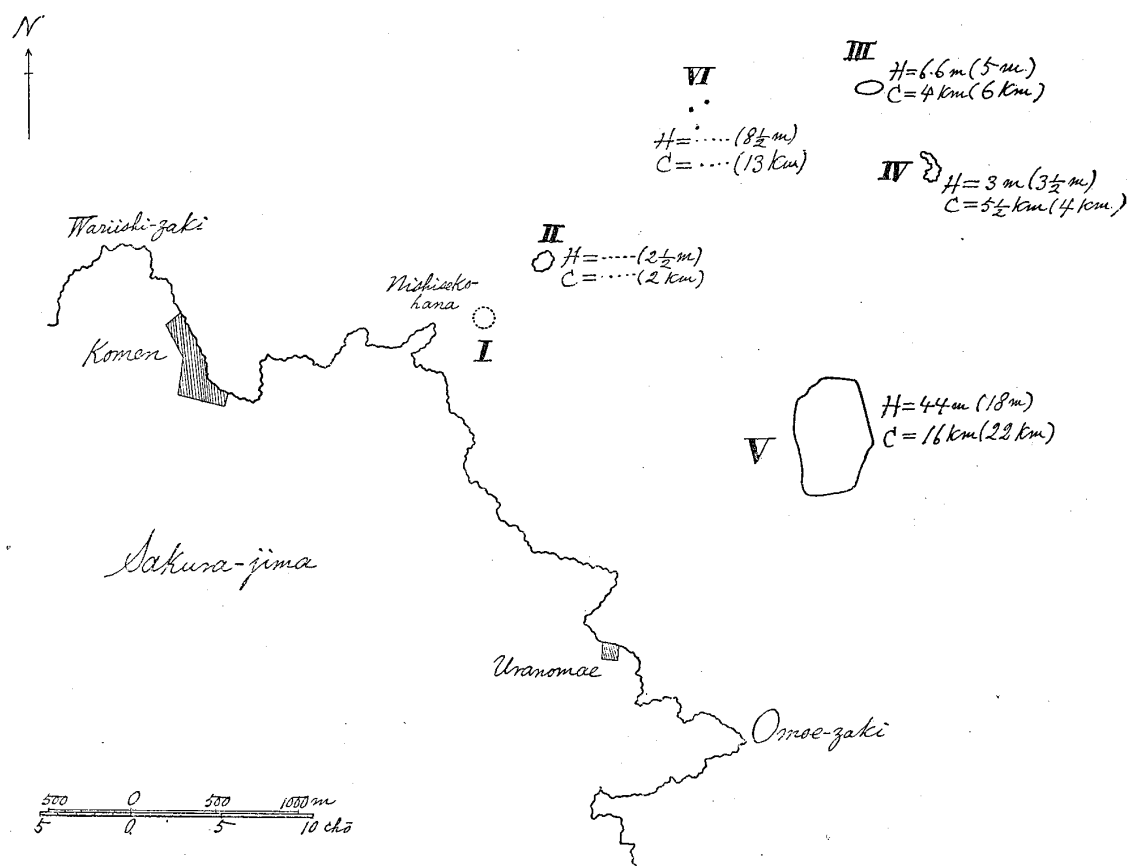 N
III
H=6.6m(5m.)
C=4Km(6Km)
VI
H=.....(8½m)
C=....(13Km)
IV
H=3m(3½m)
C=5½Km(4Km.)
Wariishi-zaki
II
H=.....(2½m)
C=.....(2Km)
Nishiseko-
hana
I
Komen
H=44m(18m)
C=16Km(22Km)
V
Sakura-jima
Uranomae
Omoe-zaki
500 0 500 1000m
5 0 5 10 chō